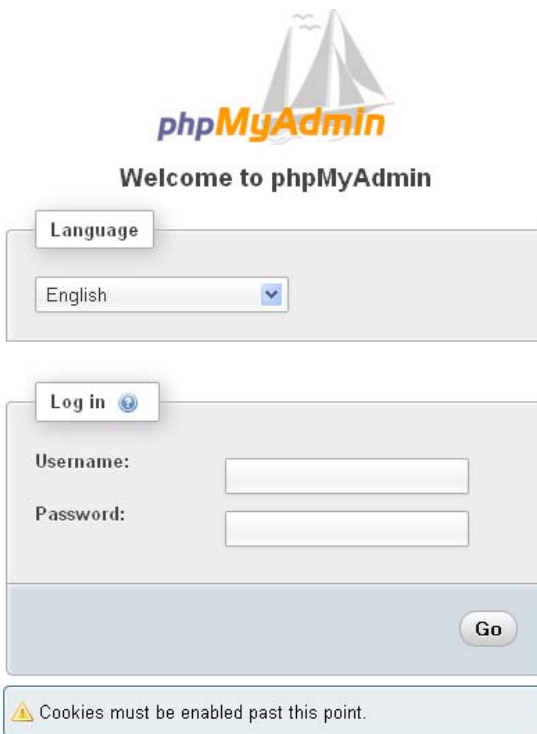 phpMyAdmin
Welcome to phpMyAdmin
Language
English
Log in
Username:
Password:
Go
Cookies must be enabled past this point.